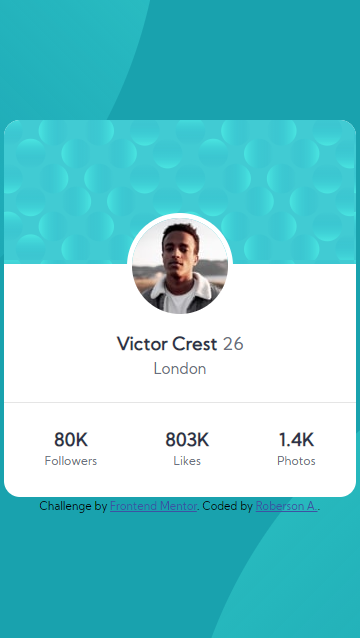 Victor Crest 26
London
80K 803K 1.4K
Followers Likes Photos
Challenge by Frontend Mentor. Coded by Roberson A..